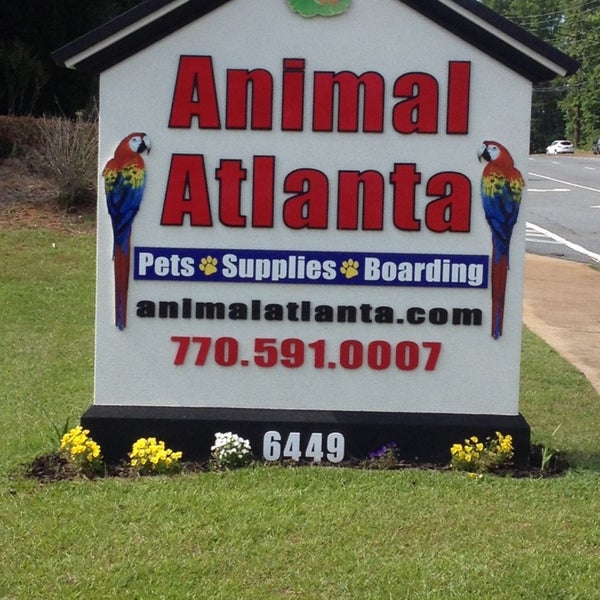 Animal
Atlanta
Pets Supplies Boarding
animalatlanta.com
770.591.0007
6449